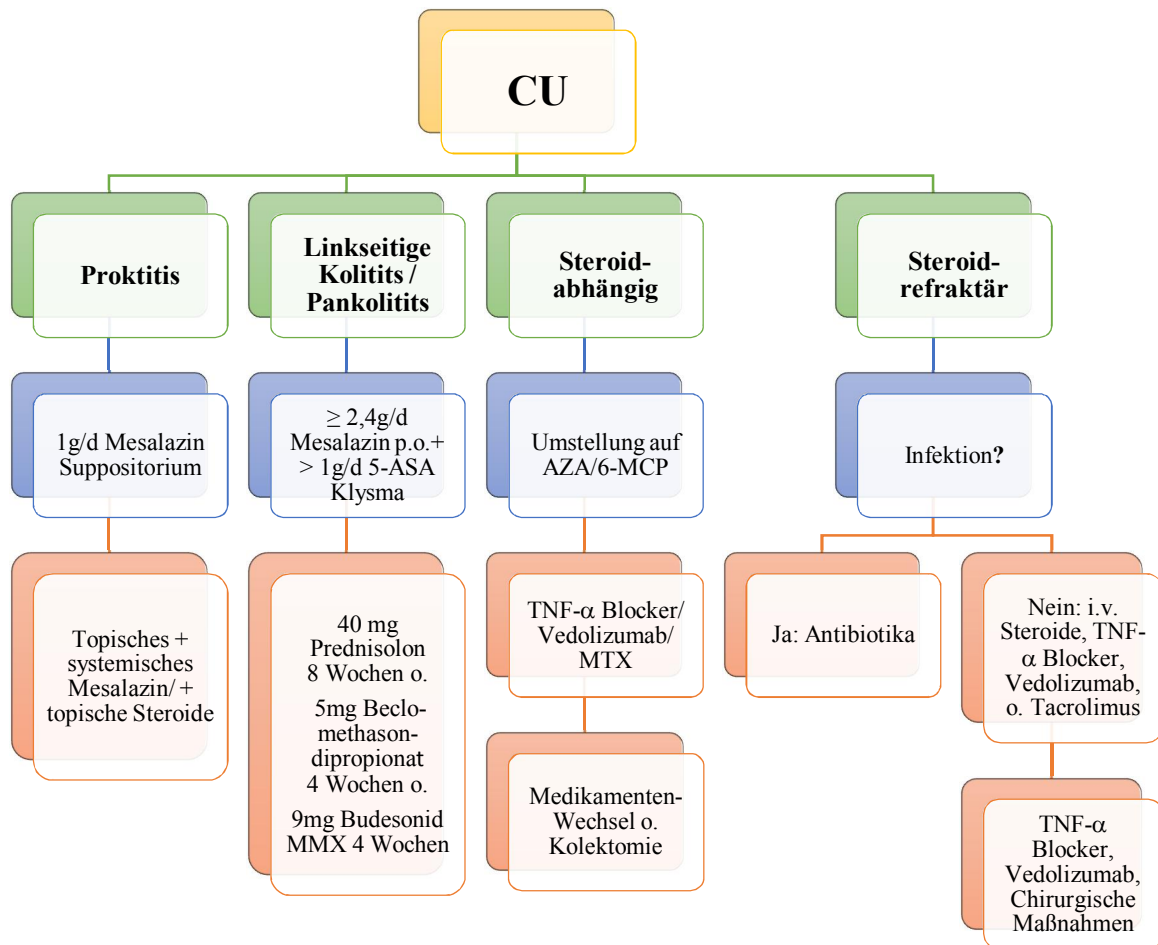 CU
Proktitis
Linkseitige
Kolitits /
Pankolitits
Steroid-
abhängig
Steroid-
refraktär
1g/d Mesalazin
Suppositorium
≥ 2,4g/d
Mesalazin p.o.+
> 1g/d 5-ASA
Klysma
Umstellung auf
AZA/6-MCP
Infektion?
Topisches +
systemisches
Mesalazin/ +
topische Steroide
40 mg
Prednisolon
8 Wochen o.
5mg Beclo-
methason-
dipropionat
4 Wochen o.
9mg Budesonid
MMX 4 Wochen
TNF-α Blocker/
Vedolizumab/
MTX
Medikamenten-
Wechsel o.
Kolektomie
Ja: Antibiotika
Nein: i.v.
Steroide, TNF-
α Blocker,
Vedolizumab,
o. Tacrolimus
TNF-α
Blocker,
Vedolizumab,
Chirurgische
Maßnahmen